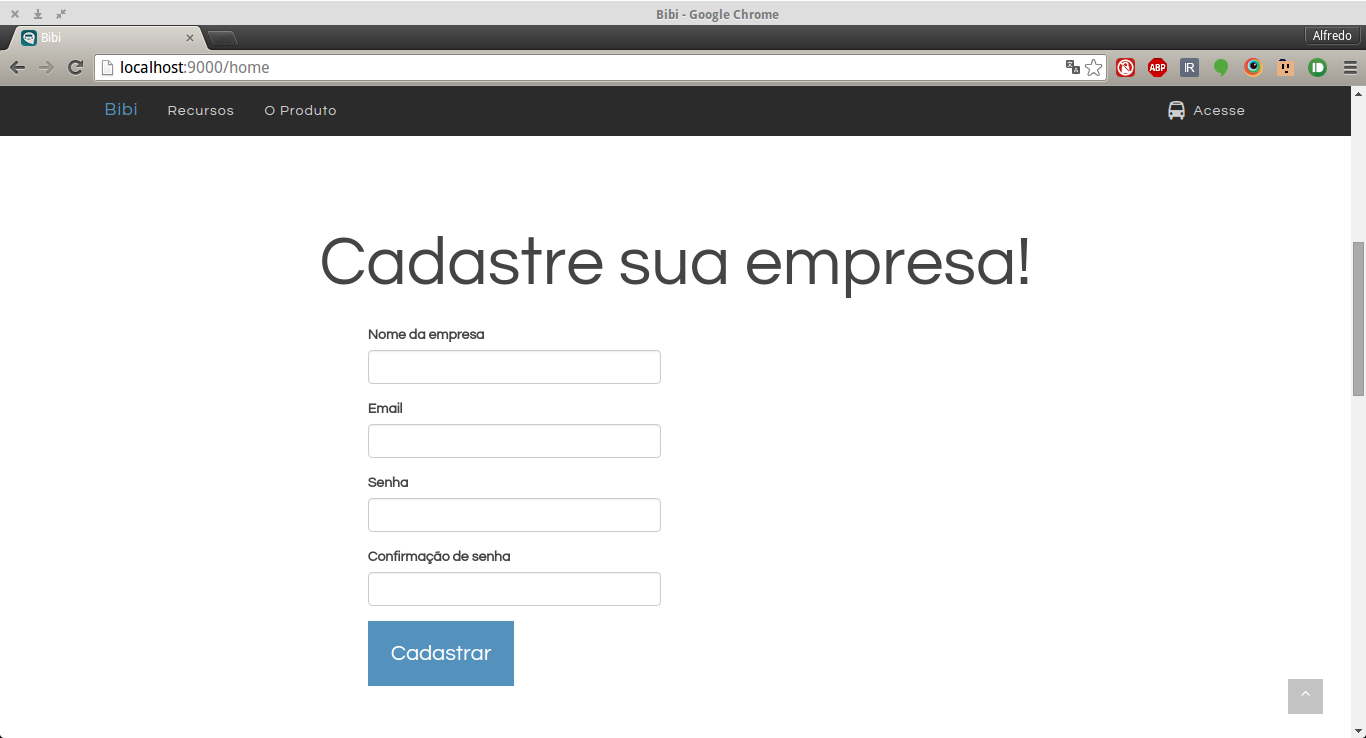 Bibi - Google Chrome
Bibi
Alfredo
localhost:9000/home
ABP
IR
Bibi
Recursos
O Produto
Acesse
Cadastre sua empresa!
Nome da empresa
Email
Senha
Confirmação de senha
Cadastrar